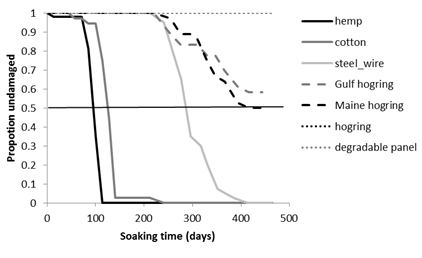 Propotion undamaged
1
0.9
0.8
0.7
0.6
0.5
0.4
0.3
0.2
0.1
0
0 100 200 300 400 500
Soaking time (days)
hemp
cotton
steel_wire
Gulf hogring
Maine hogring
hogring
degradable panel